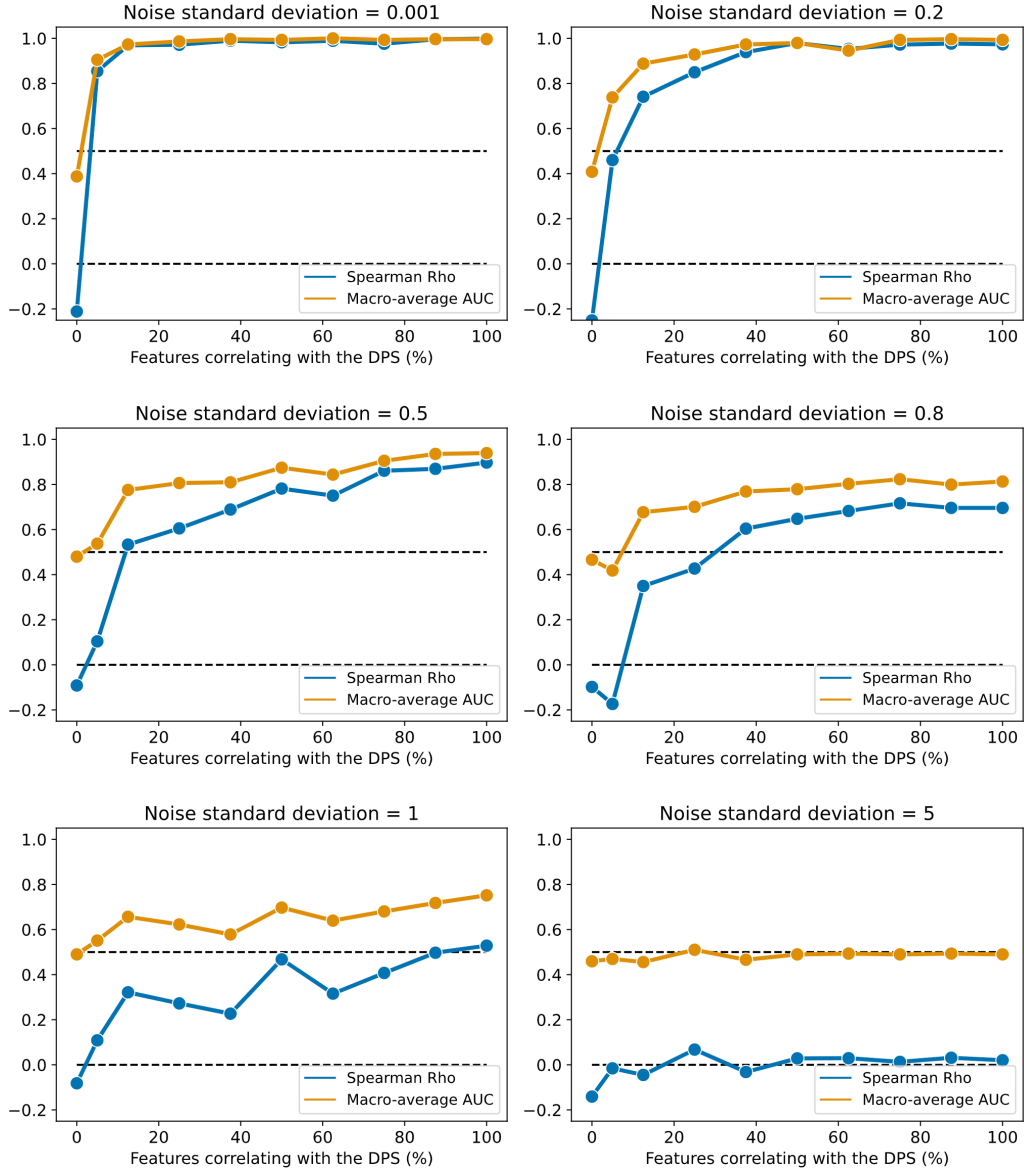 Noise standard deviation = 0.001
1.0
0.8
0.6
0.4
0.2
0.0
−0.2
Spearman Rho
Macro-average AUC
0 20 40 60 80 100
Features correlating with the DPS (%)
Noise standard deviation = 0.2
1.0
0.8
0.6
0.4
0.2
0.0
−0.2
Spearman Rho
Macro-average AUC
0 20 40 60 80 100
Features correlating with the DPS (%)
Noise standard deviation = 0.5
1.0
0.8
0.6
0.4
0.2
0.0
−0.2
Spearman Rho
Macro-average AUC
0 20 40 60 80 100
Features correlating with the DPS (%)
Noise standard deviation = 0.8
1.0
0.8
0.6
0.4
0.2
0.0
−0.2
Spearman Rho
Macro-average AUC
0 20 40 60 80 100
Features correlating with the DPS (%)
Noise standard deviation = 1
1.0
0.8
0.6
0.4
0.2
0.0
−0.2
Spearman Rho
Macro-average AUC
0 20 40 60 80 100
Features correlating with the DPS (%)
Noise standard deviation = 5
1.0
0.8
0.6
0.4
0.2
0.0
−0.2
Spearman Rho
Macro-average AUC
0 20 40 60 80 100
Features correlating with the DPS (%)